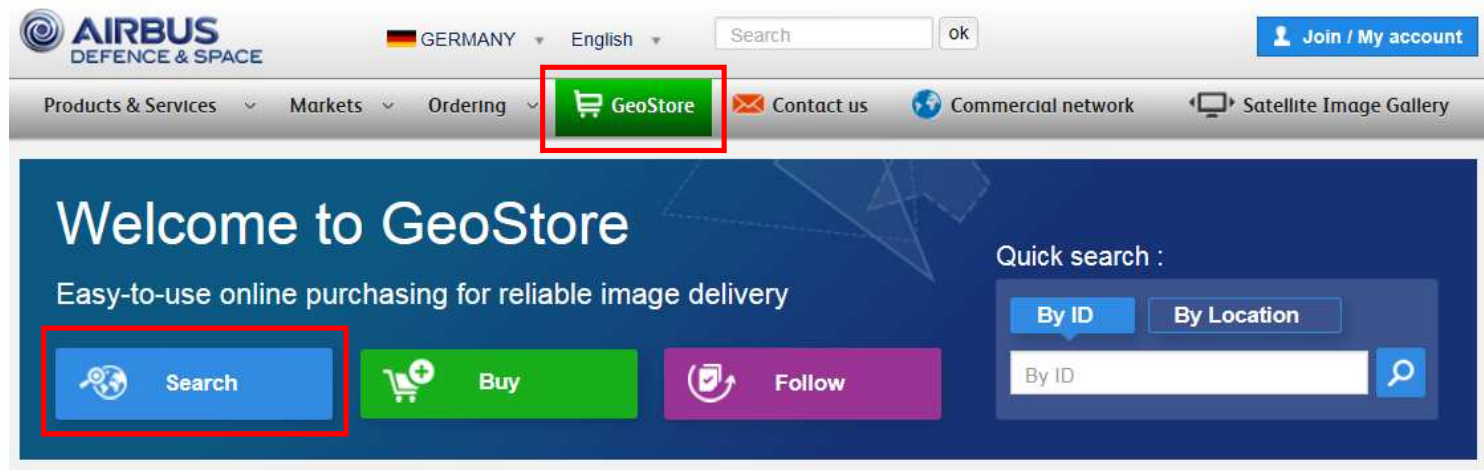 AIRBUS
DEFENCE & SPACE
GERMANY English Search ok Join / My account
Products & Services Markets Ordering GeoStore Contact us Commercial network Satellite Image Gallery
Welcome to GeoStore
Easy-to-use online purchasing for reliable image delivery
Search Buy Follow
Quick search :
By ID By Location
By ID